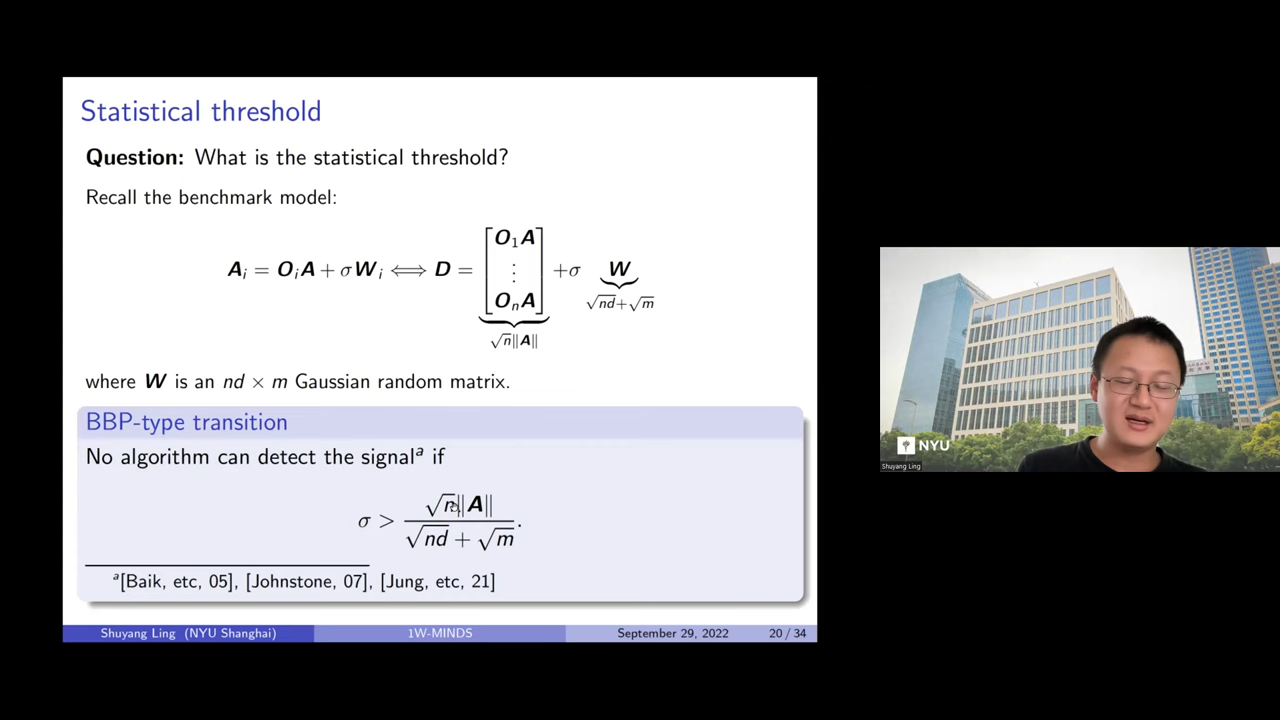 Statistical threshold
Question: What is the statistical threshold?
Recall the benchmark model:
A_i = O_i A + σW_i ⟺ D = [O_1 A ⋮ O_n A] + σ W
√n‖A‖
√nd+√m
where W is an nd × m Gaussian random matrix.
BBP-type transition
No algorithm can detect the signal^a if
σ > √n‖A‖ / (√nd + √m).
^a[Baik, etc, 05], [Johnstone, 07], [Jung, etc, 21]
Shuyang Ling (NYU Shanghai) 1W-MINDS September 29, 2022 20 / 34
NYU
Shuyang Ling